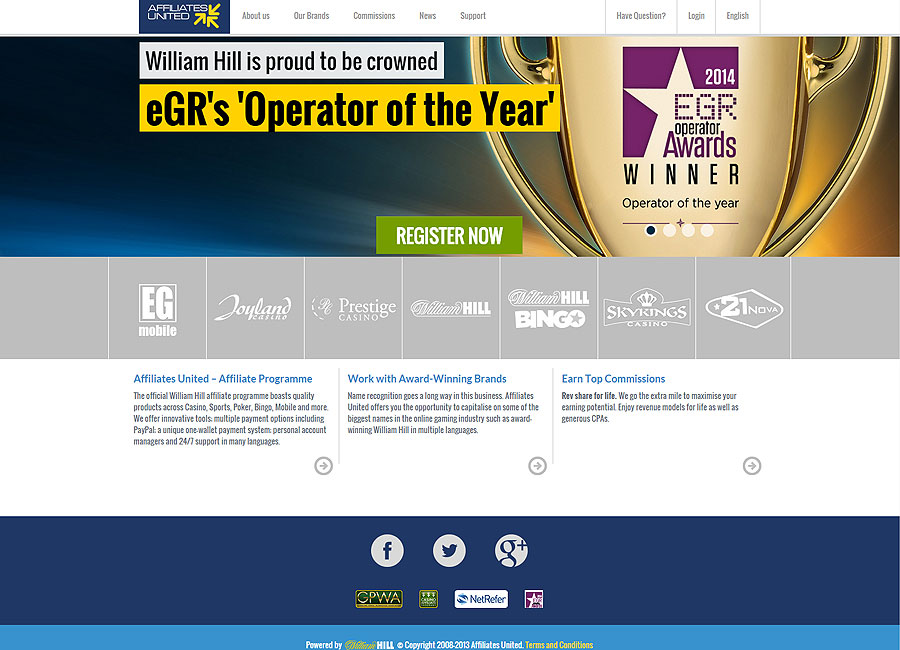 AFFILIATES
UNITED
About us
Our Brands
Commissions
News
Support
Have Question?
Login
English
William Hill is proud to be crowned
eGR's 'Operator of the Year'
2014
EGR
operator
Awards
WINNER
Operator of the year
REGISTER NOW
EG
mobile
Joyland
casino
Prestige
CASINO
William HILL
William HILL
BINGO
SKYKINGS
CASINO
21 NOVA
Affiliates United – Affiliate Programme
The official William Hill affiliate programme boasts quality
products across Casino, Sports, Poker, Bingo, Mobile and more.
We offer innovative tools: multiple payment options including
PayPal: a unique one-wallet payment system: personal account
managers and 24/7 support in many languages.
Work with Award-Winning Brands
Name recognition goes a long way in this business. Affiliates
United offers you the opportunity to capitalise on some of the
biggest names in the online gaming industry such as award-
winning William Hill in multiple languages.
Earn Top Commissions
Rev share for life. We go the extra mile to maximise your
earning potential. Enjoy revenue models for life as well as
generous CPAs.
f
g+
GPWA
NetRefer
Powered by William HILL © Copyright 2008-2013 Affiliates United. Terms and Conditions